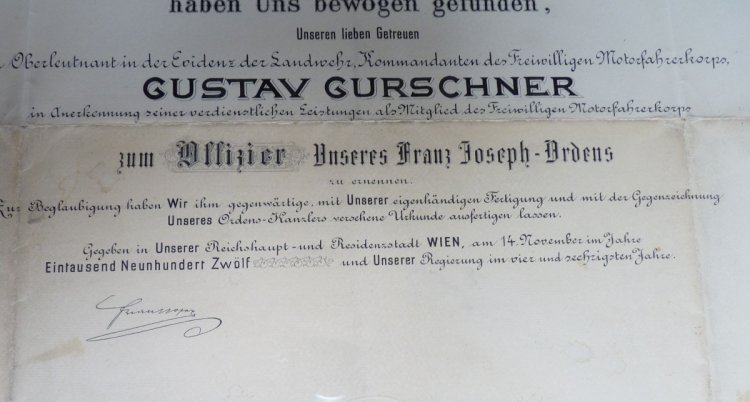 haben Uns bewogen gefunden,
Unseren lieben Getreuen
Oberleutnant in der Evidenz der Landwehr, Kommandanten des Freiwilligen Motorfahrerkorps,
GUSTAV GURSCHNER
in Anerkennung seiner verdienstlichen Leistungen als Mitglied des Freiwilligen Motorfahrerkorps
zum Offizier Unseres Franz Joseph-Ordens
zu ernennen.
Zur Beglaubigung haben Wir ihm gegenwärtige, mit Unserer eigenhändigen Fertigung und mit der Gegenzeichnung
Unseres Ordens-Kanzlers versehene Urkunde ausfertigen lassen.
Gegeben in Unserer Reichshaupt- und Residenzstadt WIEN, am 14. November im Jahre
Eintausend Neunhundert Zwölf und Unserer Regierung im vier und sechzigsten Jahre.